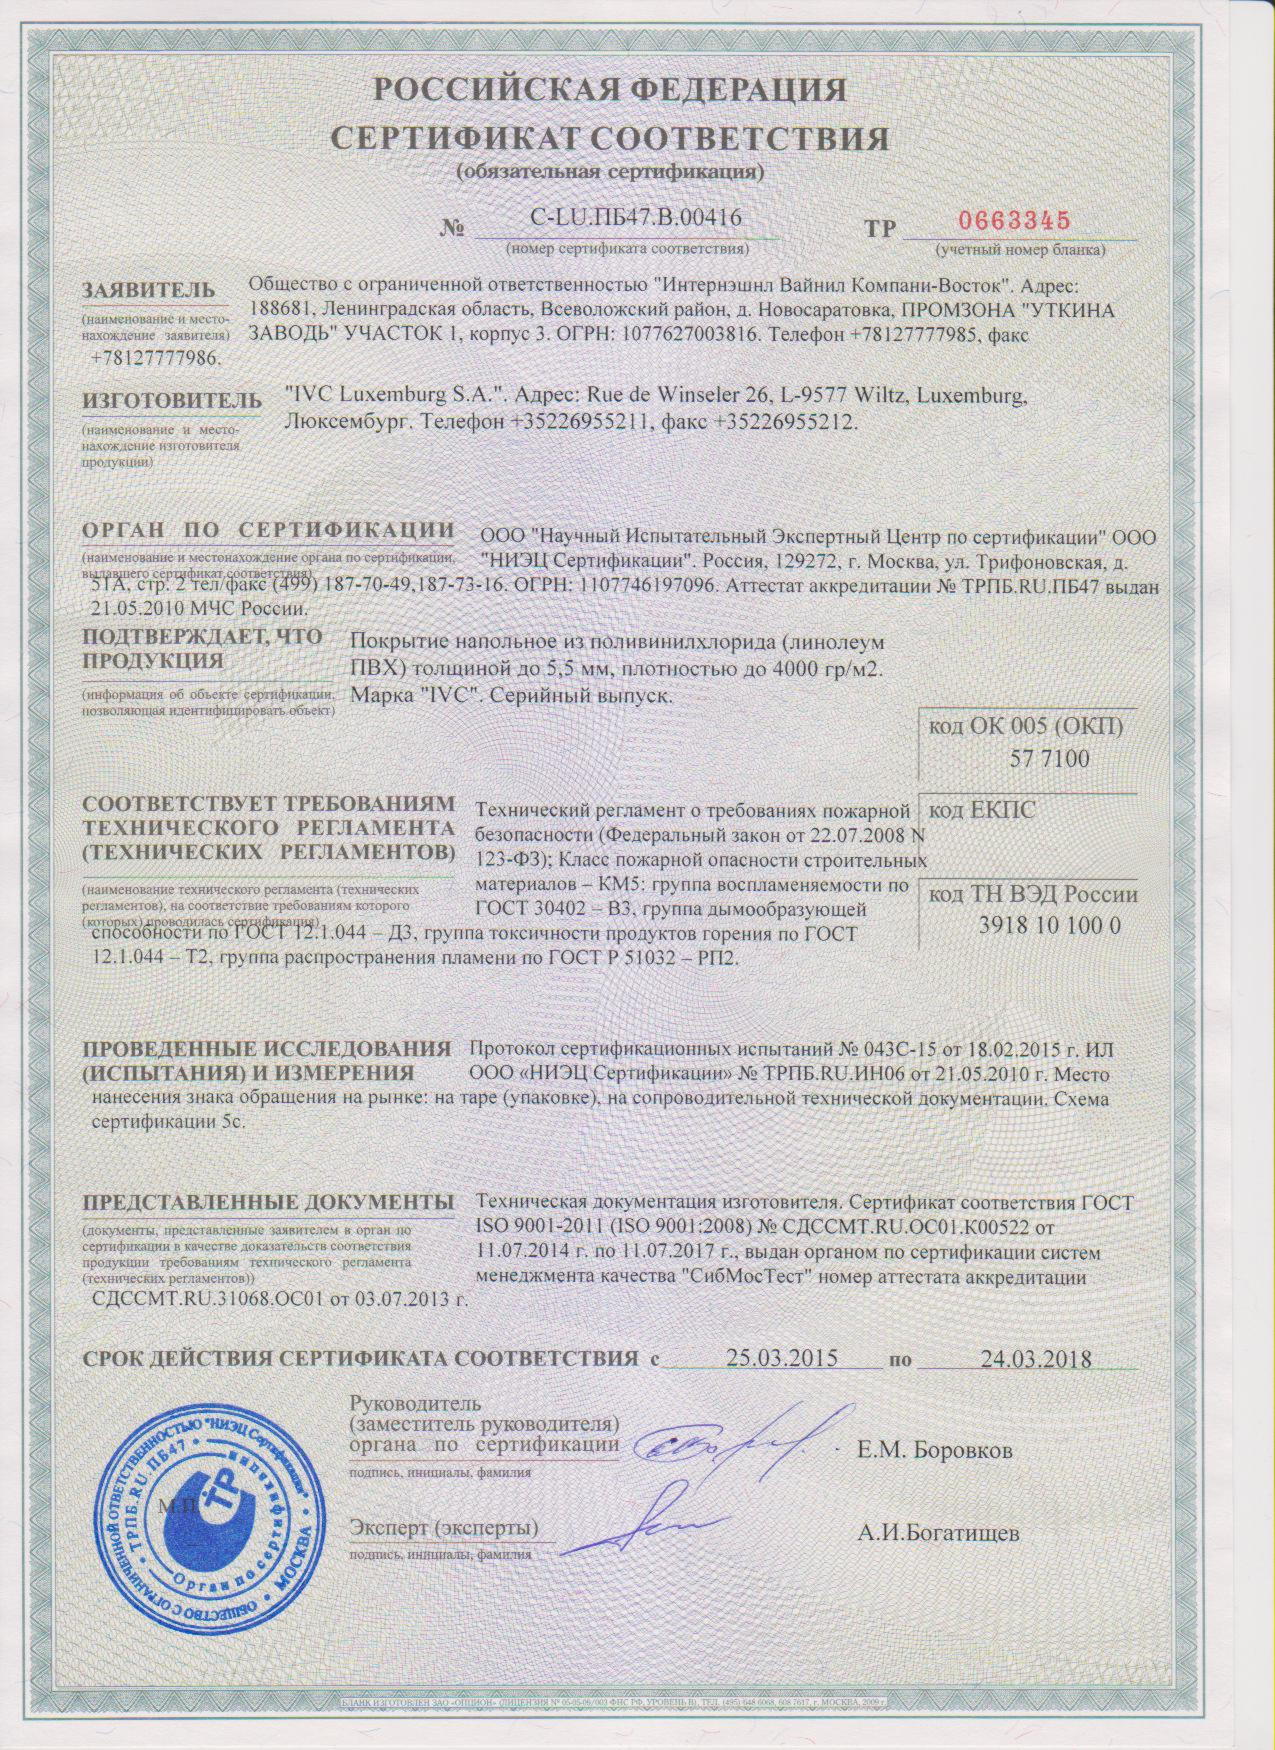 РОССИЙСКАЯ ФЕДЕРАЦИЯ
СЕРТИФИКАТ СООТВЕТСТВИЯ
(обязательная сертификация)
№ C-LU.ПБ47.В.00416
(номер сертификата соответствия)
ТР 0663345
(учетный номер бланка)
ЗАЯВИТЕЛЬ
(наименование и место-
нахождение заявителя)
Общество с ограниченной ответственностью "Интернэшнл Вайнил Компани-Восток". Адрес:
188681, Ленинградская область, Всеволожский район, д. Новосаратовка, ПРОМЗОНА "УТКИНА
ЗАВОДЬ" УЧАСТОК 1, корпус 3. ОГРН: 1077627003816. Телефон +78127777985, факс
+78127777986.
ИЗГОТОВИТЕЛЬ
(наименование и место-
нахождение изготовителя
продукции)
"IVC Luxemburg S.A.". Адрес: Rue de Winseler 26, L-9577 Wiltz, Luxemburg,
Люксембург. Телефон +35226955211, факс +35226955212.
ОРГАН ПО СЕРТИФИКАЦИИ
(наименование и местонахождение органа по сертификации,
выдавшего сертификат соответствия)
ООО "Научный Испытательный Экспертный Центр по сертификации" ООО
"НИЭЦ Сертификации". Россия, 129272, г. Москва, ул. Трифоновская, д.
51А, стр. 2 тел/факс (499) 187-70-49,187-73-16. ОГРН: 1107746197096. Аттестат аккредитации № ТРПБ.RU.ПБ47 выдан
21.05.2010 МЧС России.
ПОДТВЕРЖДАЕТ, ЧТО
ПРОДУКЦИЯ
(информация об объекте сертификации,
позволяющая идентифицировать объект)
Покрытие напольное из поливинилхлорида (линолеум
ПВХ) толщиной до 5,5 мм, плотностью до 4000 гр/м2.
Марка "IVC". Серийный выпуск.
код ОК 005 (ОКП)
57 7100
СООТВЕТСТВУЕТ ТРЕБОВАНИЯМ
ТЕХНИЧЕСКОГО РЕГЛАМЕНТА
(ТЕХНИЧЕСКИХ РЕГЛАМЕНТОВ)
(наименование технического регламента (технических
регламентов), на соответствие требованиям которого
(которых) проводилась сертификация)
Технический регламент о требованиях пожарной
безопасности (Федеральный закон от 22.07.2008 N
123-ФЗ); Класс пожарной опасности строительных
материалов – КМ5: группа воспламеняемости по
ГОСТ 30402 – В3, группа дымообразующей
способности по ГОСТ 12.1.044 – Д3, группа токсичности продуктов горения по ГОСТ
12.1.044 – Т2, группа распространения пламени по ГОСТ Р 51032 – РП2.
код ЕКПС
код ТН ВЭД России
3918 10 100 0
ПРОВЕДЕННЫЕ ИССЛЕДОВАНИЯ
(ИСПЫТАНИЯ) И ИЗМЕРЕНИЯ
Протокол сертификационных испытаний № 043С-15 от 18.02.2015 г. ИЛ
ООО «НИЭЦ Сертификации» № ТРПБ.RU.ИН06 от 21.05.2010 г. Место
нанесения знака обращения на рынке: на таре (упаковке), на сопроводительной технической документации. Схема
сертификации 5с.
ПРЕДСТАВЛЕННЫЕ ДОКУМЕНТЫ
(документы, представленные заявителем в орган по
сертификации в качестве доказательств соответствия
продукции требованиям технического регламента
(технических регламентов))
Техническая документация изготовителя. Сертификат соответствия ГОСТ
ISO 9001-2011 (ISO 9001:2008) № СДССМТ.RU.ОС01.К00522 от
11.07.2014 г. по 11.07.2017 г., выдан органом по сертификации систем
менеджмента качества "СибМосТест" номер аттестата аккредитации
СДССМТ.RU.31068.ОС01 от 03.07.2013 г.
СРОК ДЕЙСТВИЯ СЕРТИФИКАТА СООТВЕТСТВИЯ с 25.03.2015 по 24.03.2018
Руководитель
(заместитель руководителя)
органа по сертификации
подпись, инициалы, фамилия
Е.М. Боровков
Эксперт (эксперты)
подпись, инициалы, фамилия
А.И.Богатищев
М.П.
ОБЩЕСТВО С ОГРАНИЧЕННОЙ ОТВЕТСТВЕННОСТЬЮ "НИЭЦ Сертификации" • МОСКВА •
ТРПБ.RU.ПБ47
Орган по сертификации
ТР
БЛАНК ИЗГОТОВЛЕН ЗАО «ОПЦИОН» (ЛИЦЕНЗИЯ № 05-05-09/003 ФНС РФ, УРОВЕНЬ В), ТЕЛ. (495) 648 6068, 608 7617, г. МОСКВА, 2009 г.